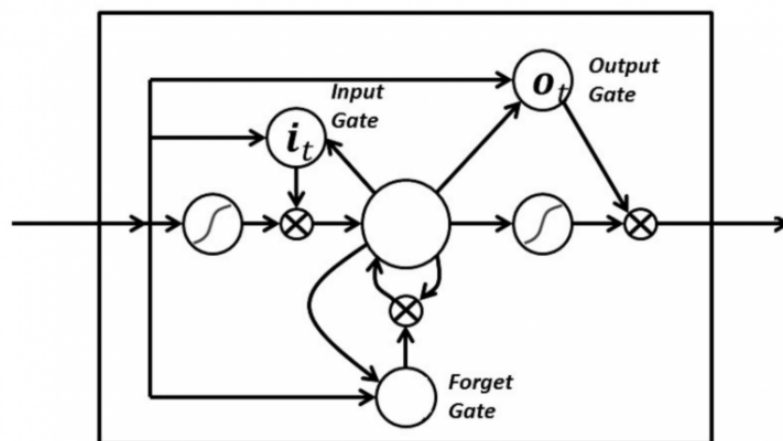 Output
Gate
o_t
Input
Gate
i_t
Forget
Gate